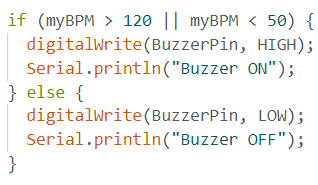 if (myBPM > 120 || myBPM < 50) {
  digitalWrite(BuzzerPin, HIGH);
  Serial.println("Buzzer ON");
} else {
  digitalWrite(BuzzerPin, LOW);
  Serial.println("Buzzer OFF");
}